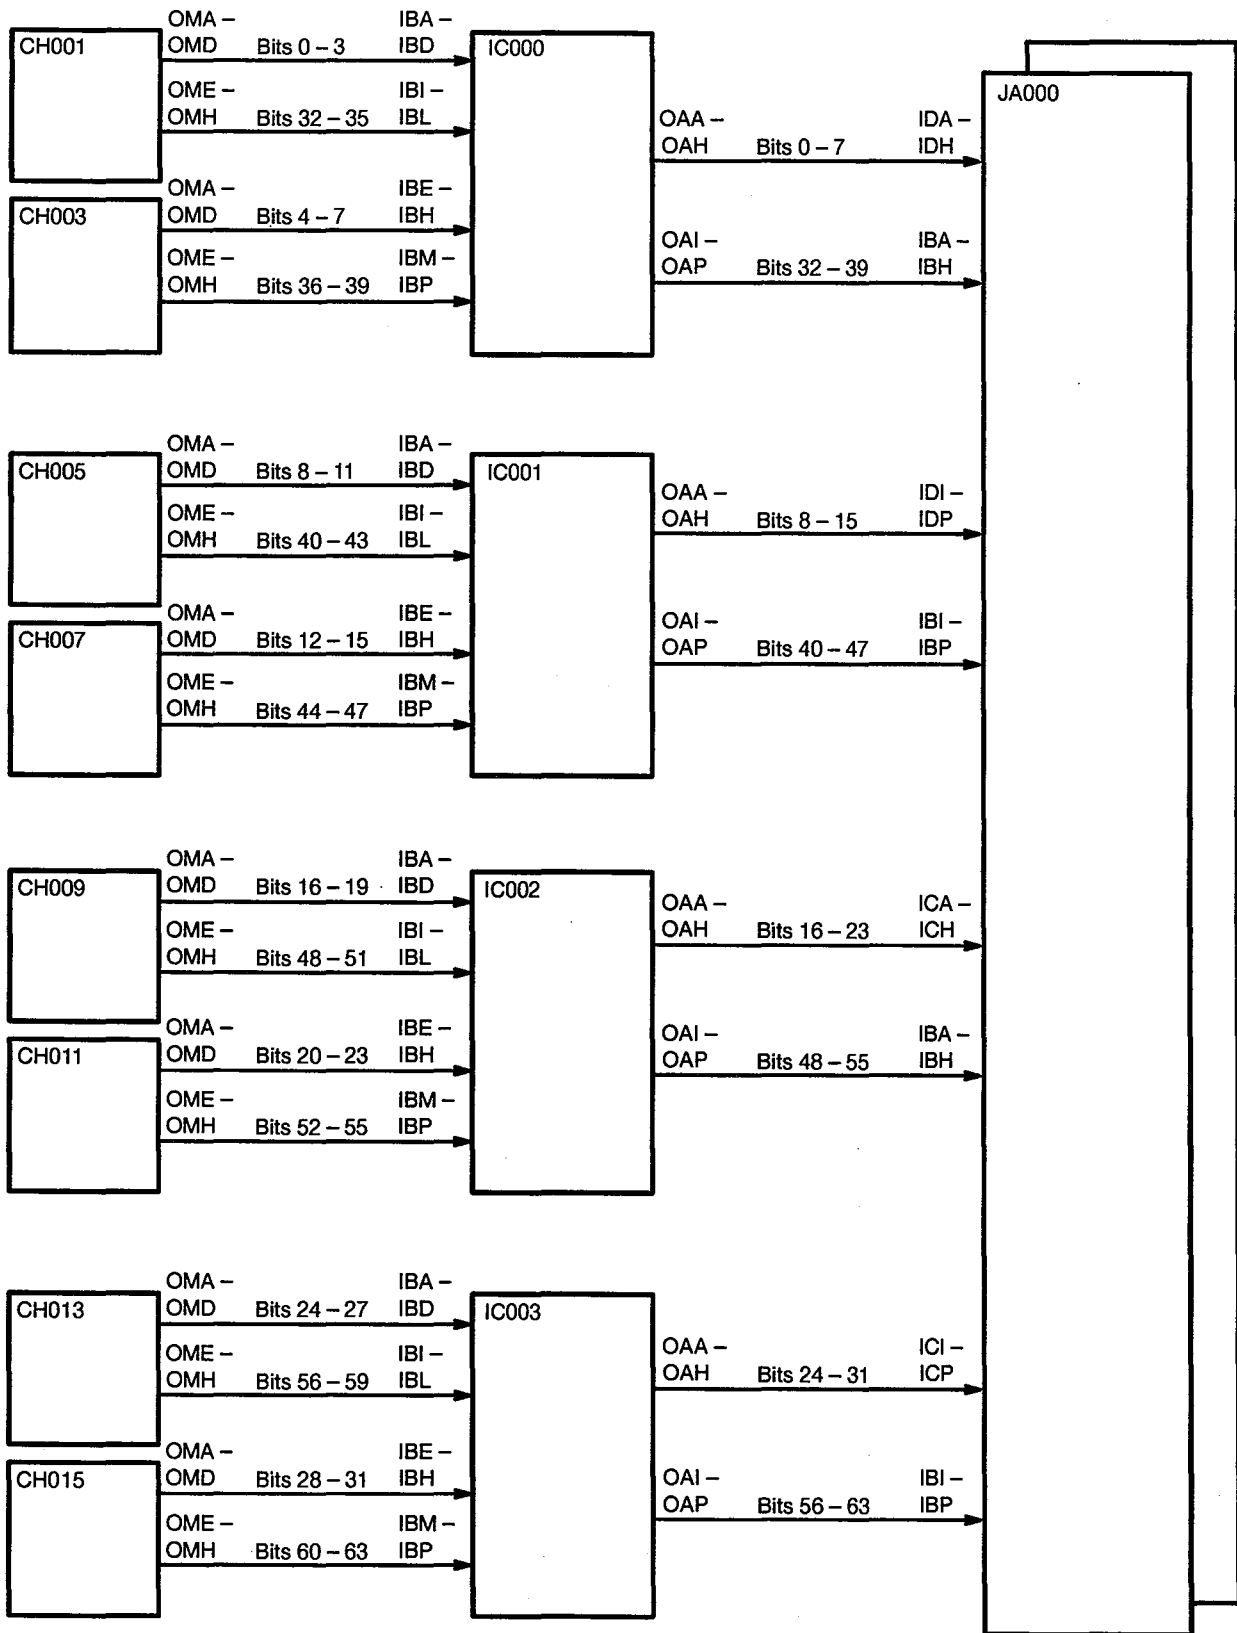 OMA – IBA –
CH001 OMD Bits 0 – 3 IBD IC000
JA000
OME – IBI –
OMH Bits 32 – 35 IBL
OAA – IDA –
OAH Bits 0 – 7 IDH
OMA – IBE –
CH003 OMD Bits 4 – 7 IBH
OME – IBM –
OMH Bits 36 – 39 IBP
OAI – IBA –
OAP Bits 32 – 39 IBH
OMA – IBA –
CH005 OMD Bits 8 – 11 IBD IC001
OME – IBI –
OMH Bits 40 – 43 IBL
OAA – IDI –
OAH Bits 8 – 15 IDP
OMA – IBE –
CH007 OMD Bits 12 – 15 IBH
OME – IBM –
OMH Bits 44 – 47 IBP
OAI – IBI –
OAP Bits 40 – 47 IBP
OMA – IBA –
CH009 OMD Bits 16 – 19 IBD IC002
OME – IBI –
OMH Bits 48 – 51 IBL
OAA – ICA –
OAH Bits 16 – 23 ICH
OMA – IBE –
CH011 OMD Bits 20 – 23 IBH
OME – IBM –
OMH Bits 52 – 55 IBP
OAI – IBA –
OAP Bits 48 – 55 IBH
OMA – IBA –
CH013 OMD Bits 24 – 27 IBD IC003
OME – IBI –
OMH Bits 56 – 59 IBL
OAA – ICI –
OAH Bits 24 – 31 ICP
OMA – IBE –
CH015 OMD Bits 28 – 31 IBH
OME – IBM –
OMH Bits 60 – 63 IBP
OAI – IBI –
OAP Bits 56 – 63 IBP